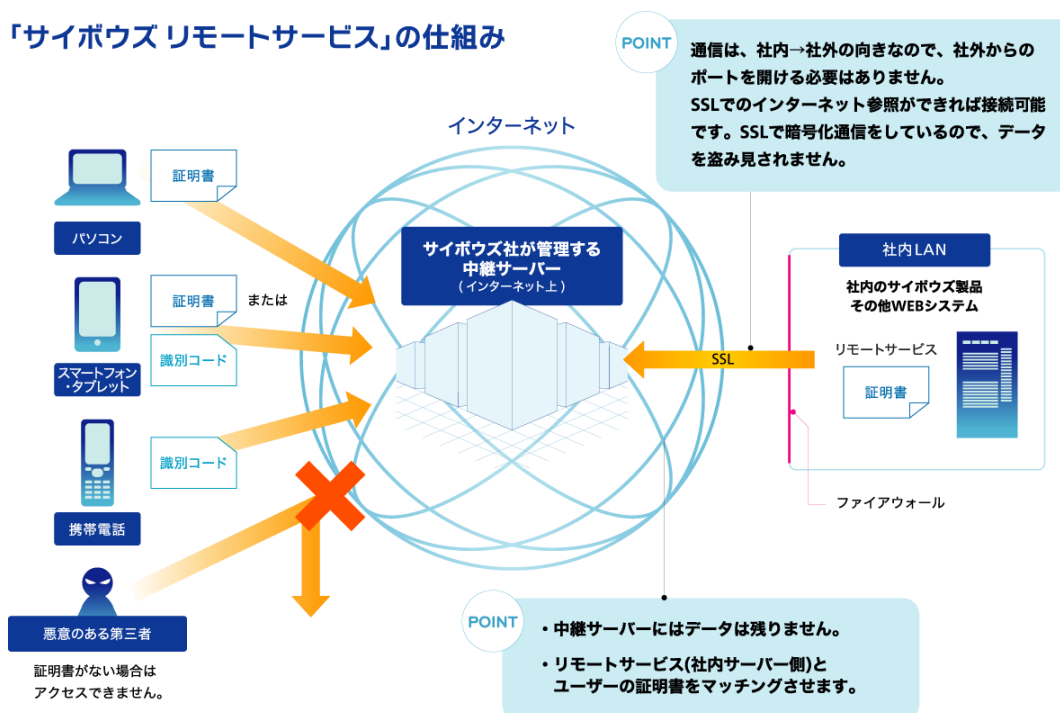 「サイボウズ リモートサービス」の仕組み
POINT
通信は、社内→社外の向きなので、社外からの
ポートを開ける必要はありません。
SSLでのインターネット参照ができれば接続可能
です。SSLで暗号化通信をしているので、データ
を盗み見されません。
インターネット
証明書
パソコン
サイボウズ社が管理する
中継サーバー
(インターネット上)
社内LAN
社内のサイボウズ製品
その他WEBシステム
証明書
または
識別コード
スマートフォン
・タブレット
SSL
リモートサービス
証明書
識別コード
携帯電話
ファイアウォール
悪意のある第三者
証明書がない場合は
アクセスできません。
POINT
・中継サーバーにはデータは残りません。
・リモートサービス(社内サーバー側)と
ユーザーの証明書をマッチングさせます。